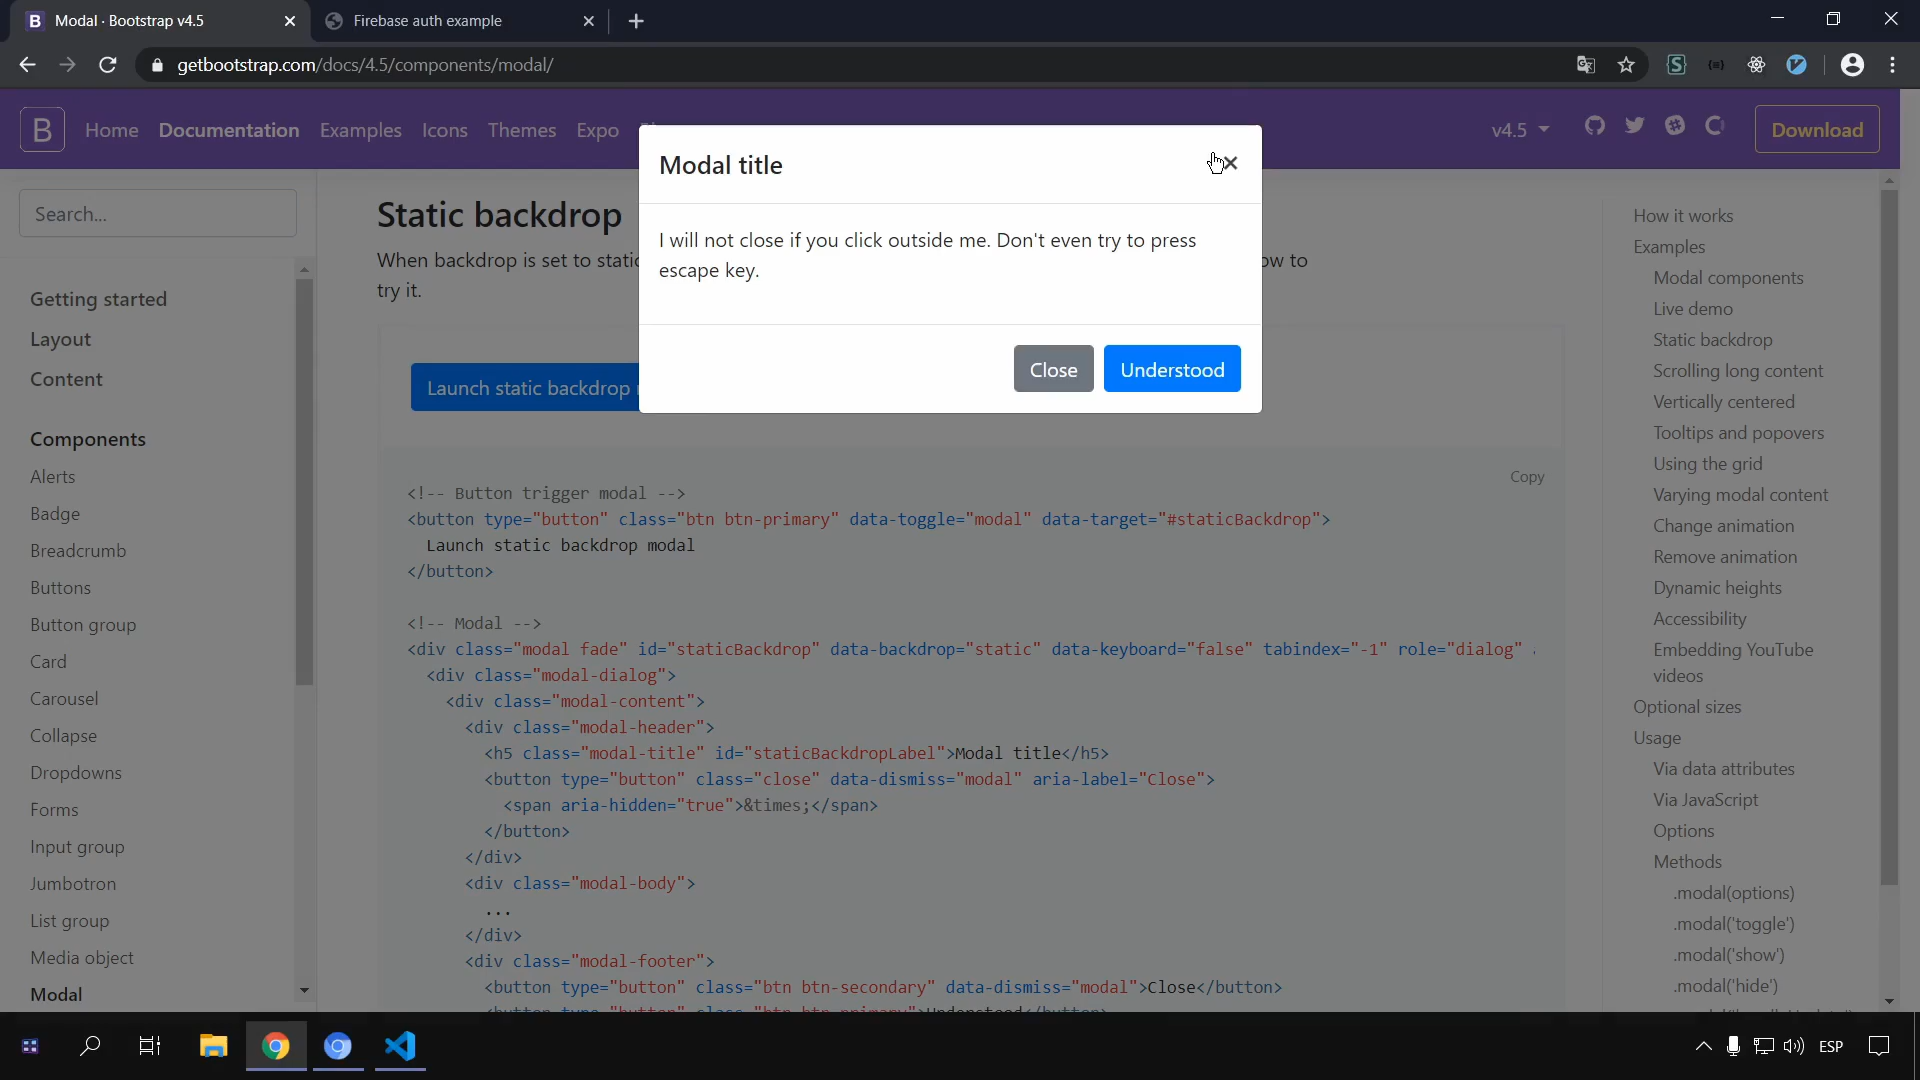 Modal · Bootstrap v4.5
Firebase auth example
getbootstrap.com/docs/4.5/components/modal/
B Home Documentation Examples Icons Themes Expo
v4.5
Download
Search...
Getting started
Layout
Content
Components
Alerts
Badge
Breadcrumb
Buttons
Button group
Card
Carousel
Collapse
Dropdowns
Forms
Input group
Jumbotron
List group
Media object
Modal
Static backdrop
When backdrop is set to static
try it.
Launch static backdrop
Modal title
×
I will not close if you click outside me. Don't even try to press
escape key.
Close
Understood
to
Copy
<!-- Button trigger modal -->
<button type="button" class="btn btn-primary" data-toggle="modal" data-target="#staticBackdrop">
Launch static backdrop modal
</button>
<!-- Modal -->
<div class="modal fade" id="staticBackdrop" data-backdrop="static" data-keyboard="false" tabindex="-1" role="dialog"
<div class="modal-dialog">
<div class="modal-content">
<div class="modal-header">
<h5 class="modal-title" id="staticBackdropLabel">Modal title</h5>
<button type="button" class="close" data-dismiss="modal" aria-label="Close">
<span aria-hidden="true">&times;</span>
</button>
</div>
<div class="modal-body">
...
</div>
<div class="modal-footer">
<button type="button" class="btn btn-secondary" data-dismiss="modal">Close</button>
<button type="button" class="btn btn-primary">Understood</button>
How it works
Examples
Modal components
Live demo
Static backdrop
Scrolling long content
Vertically centered
Tooltips and popovers
Using the grid
Varying modal content
Change animation
Remove animation
Dynamic heights
Accessibility
Embedding YouTube
videos
Optional sizes
Usage
Via data attributes
Via JavaScript
Options
Methods
.modal(options)
.modal('toggle')
.modal('show')
.modal('hide')
ESP